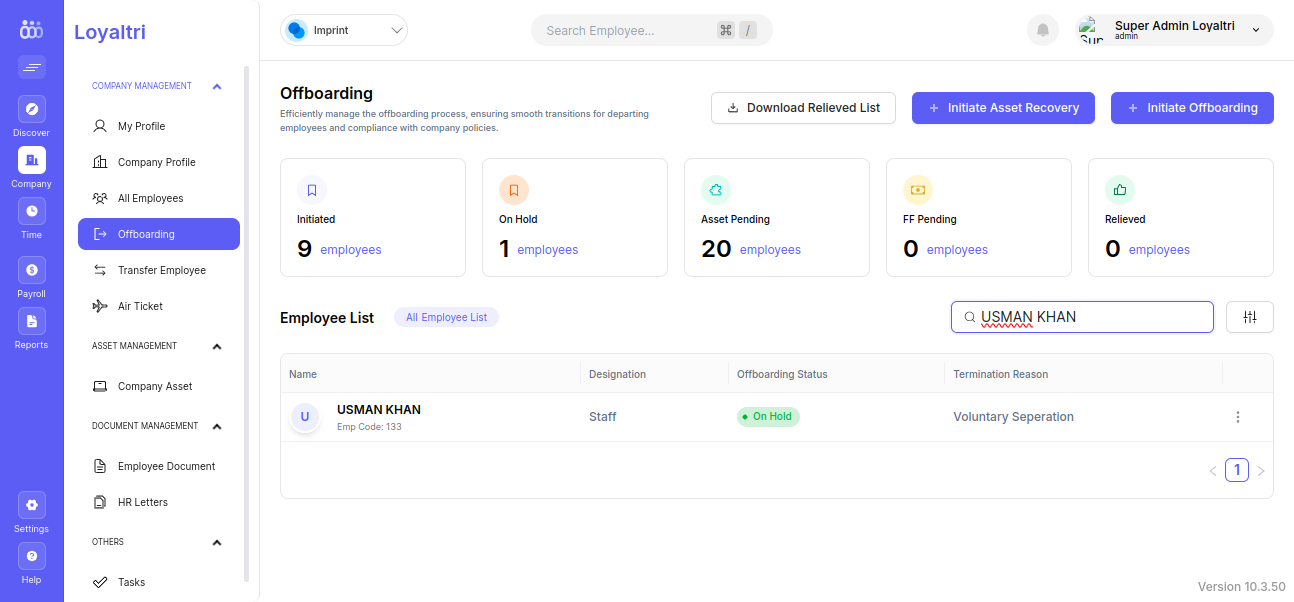 Loyaltri
Discover
Company
Time
Payroll
Reports
Settings
Help
COMPANY MANAGEMENT
My Profile
Company Profile
All Employees
Offboarding
Transfer Employee
Air Ticket
ASSET MANAGEMENT
Company Asset
DOCUMENT MANAGEMENT
Employee Document
HR Letters
OTHERS
Tasks
Imprint
Search Employee... ⌘ /
Super Admin Loyaltri
admin
Offboarding
Efficiently manage the offboarding process, ensuring smooth transitions for departing
employees and compliance with company policies.
Download Relieved List
+ Initiate Asset Recovery
+ Initiate Offboarding
Initiated
9 employees
On Hold
1 employees
Asset Pending
20 employees
FF Pending
0 employees
Relieved
0 employees
Employee List
All Employee List
USMAN KHAN
Name Designation Offboarding Status Termination Reason
U
USMAN KHAN
Emp Code: 133
Staff
On Hold
Voluntary Seperation
1
Version 10.3.50